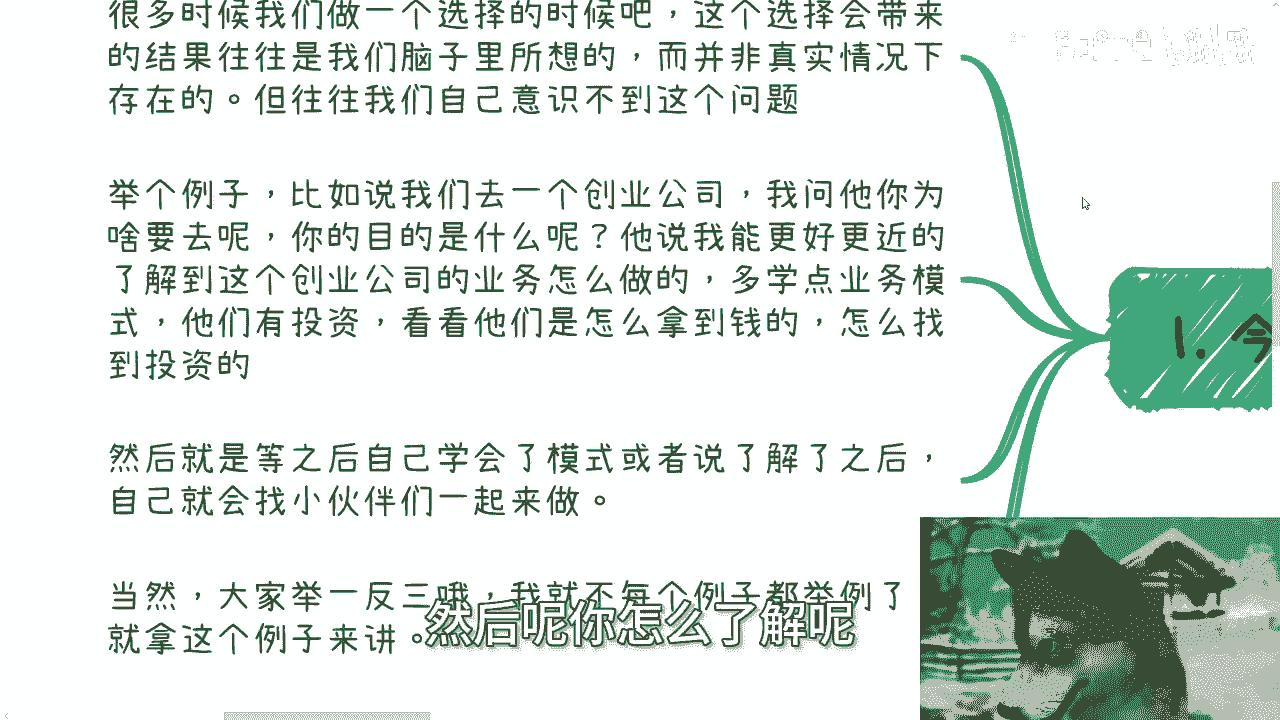 很多时候我们做一个选择的时候吧，这个选择会带来
的结果往往是我们脑子里所想的，而并非真实情况下
存在的。但往往我们自己意识不到这个问题
举个例子，比如说我们去一个创业公司，我问他你为
啥要去呢，你的目的是什么呢？他说我能更好更近的
了解到这个创业公司的业务怎么做的，多学点业务模
式，他们有投资，看看他们是怎么拿到钱的，怎么找
到投资的
然后就是等之后自己学会了模式或者说了解了之后，
自己就会找小伙伴们一起来做。
当然，大家举一反三哦，我就不每个例子都举例了
就拿这个例子来讲。
然后呢你怎么了解呢
1. 今